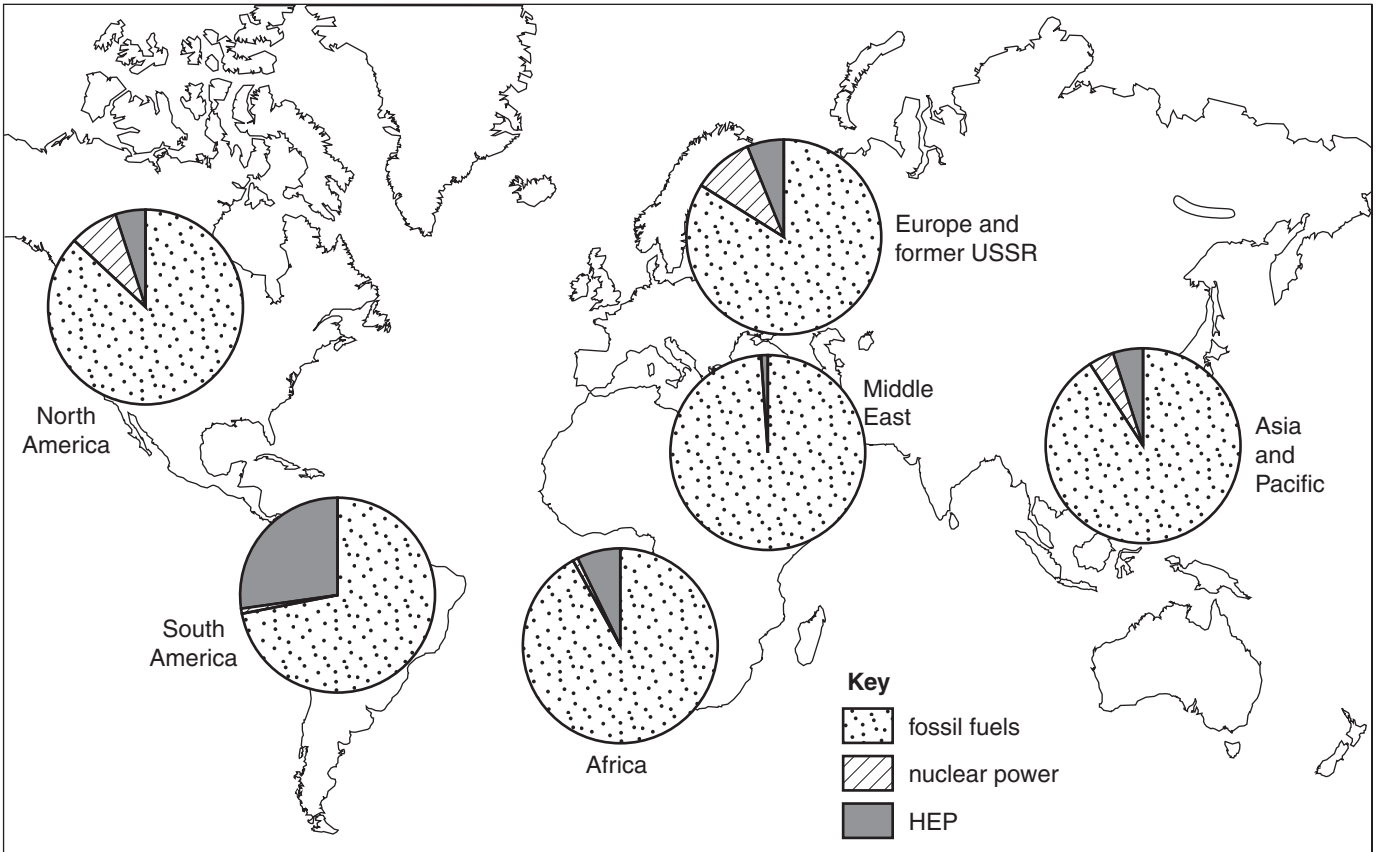 Europe and
former USSR
Middle
East
North
America
Asia
and
Pacific
South
America
Africa
Key
fossil fuels
nuclear power
HEP